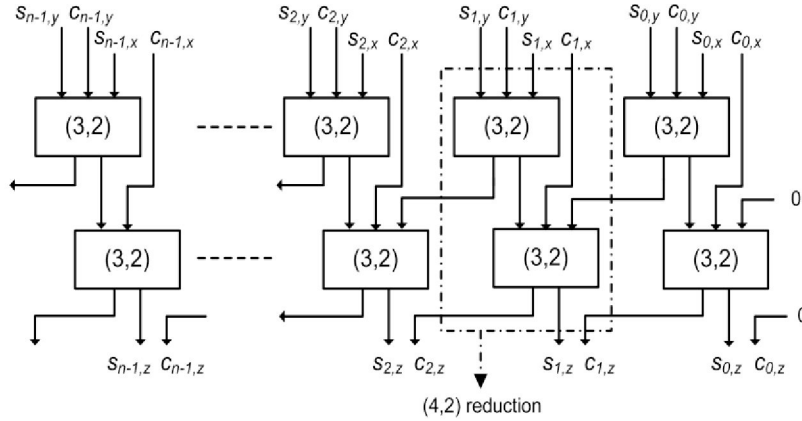 s_{n-1,y} c_{n-1,y} s_{2,y} c_{2,y} s_{1,y} c_{1,y} s_{0,y} c_{0,y}
s_{n-1,x} c_{n-1,x} s_{2,x} c_{2,x} s_{1,x} c_{1,x} s_{0,x} c_{0,x}
(3,2) (3,2) (3,2) (3,2)
0
(3,2) (3,2) (3,2) (3,2)
0
s_{n-1,z} c_{n-1,z} s_{2,z} c_{2,z} s_{1,z} c_{1,z} s_{0,z} c_{0,z}
(4,2) reduction